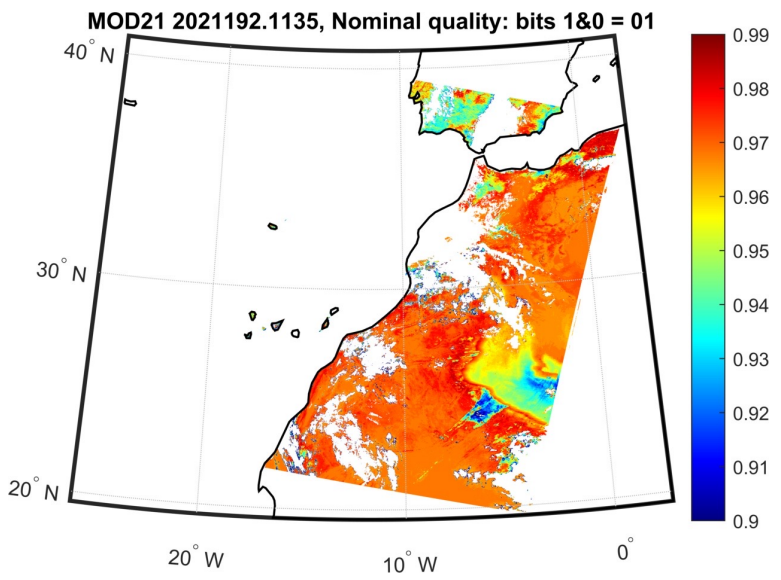 MOD21 2021192.1135, Nominal quality: bits 1&0 = 01
40° N
30° N
20° N
20° W
10° W
0°
0.99
0.98
0.97
0.96
0.95
0.94
0.93
0.92
0.91
0.9